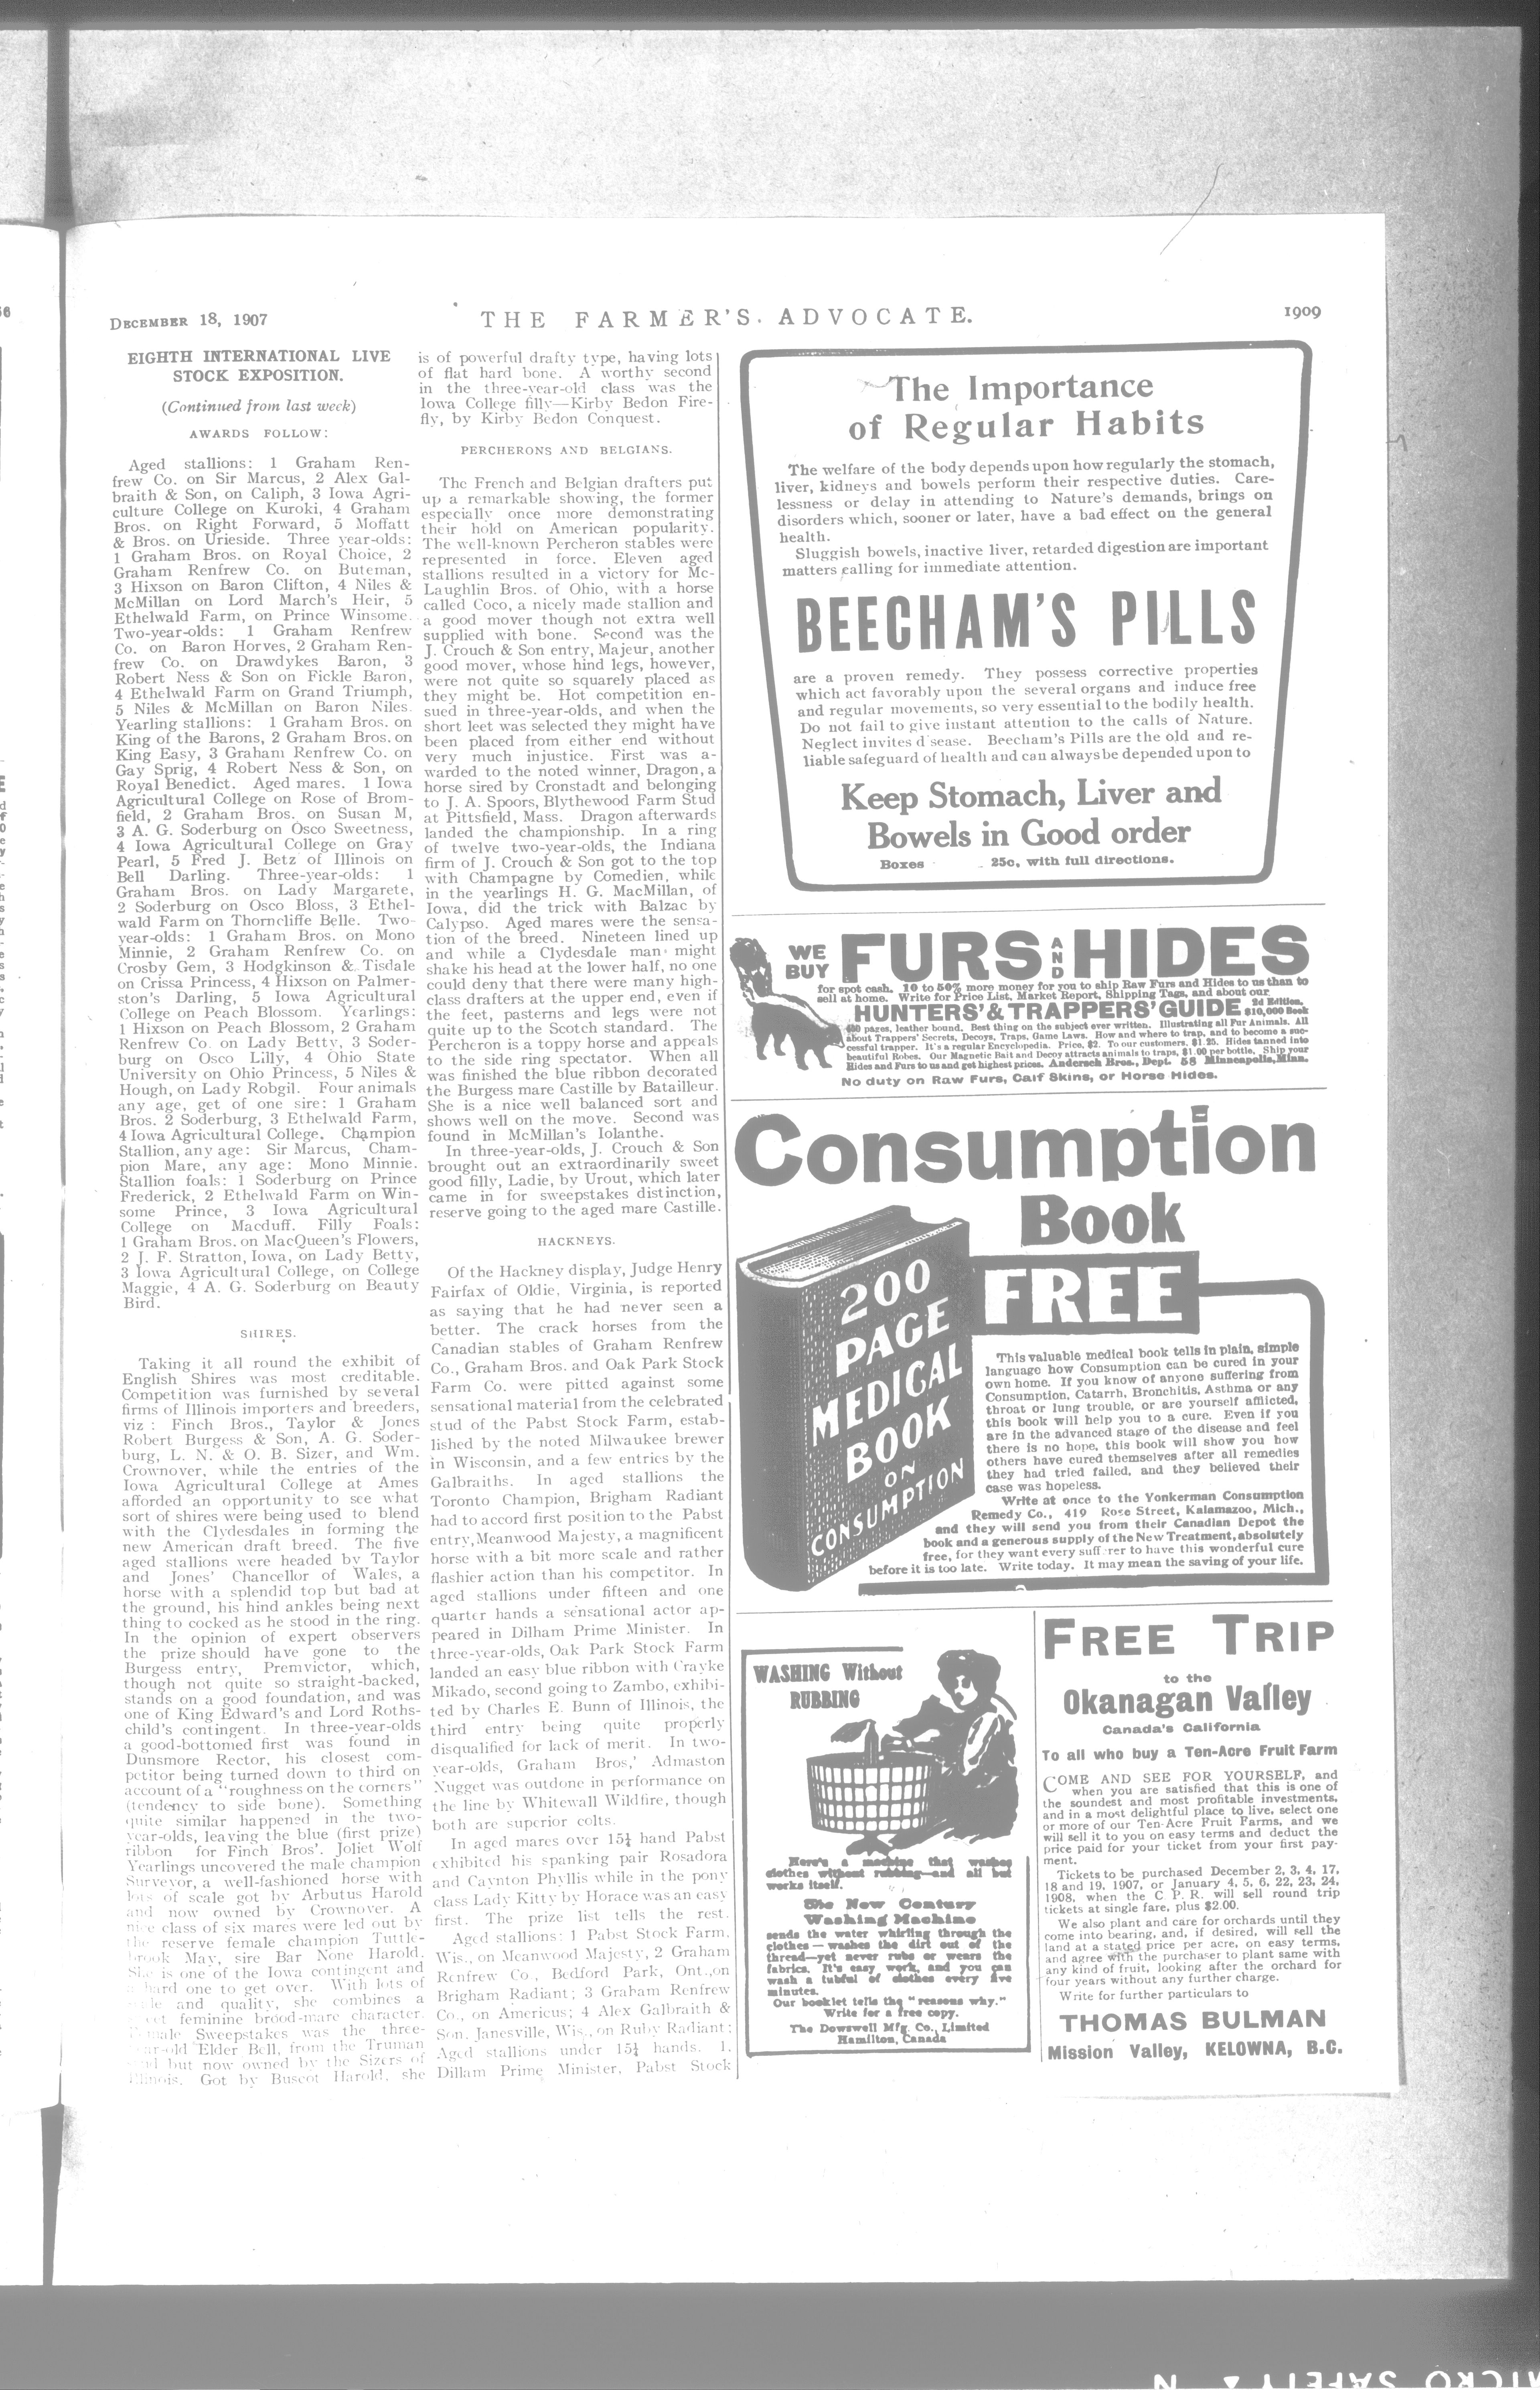 DECEMBER 18, 1907
THE FARMER'S ADVOCATE.
1909
EIGHTH INTERNATIONAL LIVE
STOCK EXPOSITION.
(Continued from last week)
AWARDS FOLLOW:
Aged stallions: 1 Graham Ren-
frew Co. on Sir Marcus, 2 Alex Gal-
braith & Son, on Caliph, 3 Iowa Agri-
culture College on Kuroki, 4 Graham
Bros. on Right Forward, 5 Moffatt
& Bros. on Urieside. Three year-olds:
1 Graham Bros. on Royal Choice, 2
Graham Renfrew Co. on Buteman,
3 Hixson on Baron Clifton, 4 Niles &
McMillan on Lord March's Heir, 5
Ethelwald Farm, on Prince Winsome.
Two-year-olds: 1 Graham Renfrew
Co. on Baron Horves, 2 Graham Ren-
frew Co. on Drawdykes Baron, 3
Robert Ness & Son on Fickle Baron,
4 Ethelwald Farm on Grand Triumph,
5 Niles & McMillan on Baron Niles.
Yearling stallions: 1 Graham Bros. on
King of the Barons, 2 Graham Bros. on
King Easy, 3 Graham Renfrew Co. on
Gay Sprig, 4 Robert Ness & Son, on
Royal Benedict. Aged mares. 1 Iowa
Agricultural College on Rose of Brom-
field, 2 Graham Bros. on Susan M,
3 A. G. Soderburg on Osco Sweetness,
4 Iowa Agricultural College on Gray
Pearl, 5 Fred J. Betz of Illinois on
Bell Darling. Three-year-olds: 1
Graham Bros. on Lady Margarete,
2 Soderburg on Osco Bloss, 3 Ethel-
wald Farm on Thorncliffe Belle. Two-
year-olds: 1 Graham Bros. on Mono
Minnie, 2 Graham Renfrew Co. on
Crosby Gem, 3 Hodgkinson & Tisdale
on Crissa Princess, 4 Hixson on Palmer-
ston's Darling, 5 Iowa Agricultural
College on Peach Blossom. Yearlings:
1 Hixson on Peach Blossom, 2 Graham
Renfrew Co. on Lady Betty, 3 Soder-
burg on Osco Lilly, 4 Ohio State
University on Ohio Princess, 5 Niles &
Hough, on Lady Robgil. Four animals
any age, get of one sire: 1 Graham
Bros. 2 Soderburg, 3 Ethelwald Farm,
4 Iowa Agricultural College. Champion
Stallion, any age: Sir Marcus, Cham-
pion Mare, any age: Mono Minnie.
Stallion foals: 1 Soderburg on Prince
Frederick, 2 Ethelwald Farm on Win-
some Prince, 3 Iowa Agricultural
College on Macduff. Filly Foals:
1 Graham Bros. on MacQueen's Flowers,
2 J. F. Stratton, Iowa, on Lady Betty,
3 Iowa Agricultural College, on College
Maggie, 4 A. G. Soderburg on Beauty
Bird.
SHIRES.
Taking it all round the exhibit of
English Shires was most creditable.
Competition was furnished by several
firms of Illinois importers and breeders,
viz : Finch Bros., Taylor & Jones
Robert Burgess & Son, A. G. Soder-
burg, L. N. & O. B. Sizer, and Wm.
Crownover, while the entries of the
Iowa Agricultural College at Ames
afforded an opportunity to see what
sort of shires were being used to blend
with the Clydesdales in forming the
new American draft breed. The five
aged stallions were headed by Taylor
and Jones' Chancellor of Wales, a
horse with a splendid top but bad at
the ground, his hind ankles being next
thing to cocked as he stood in the ring.
In the opinion of expert observers
the prize should have gone to the
Burgess entry, Premvictor, which,
though not quite so straight-backed,
stands on a good foundation, and was
one of King Edward's and Lord Roths-
child's contingent. In three-year-olds
a good-bottomed first was found in
Dunsmore Rector, his closest com-
petitor being turned down to third on
account of a "roughness on the corners"
(tendency to side bone). Something
quite similar happened in the two-
year-olds, leaving the blue (first prize)
ribbon for Finch Bros'. Joliet Wolf
Yearlings uncovered the male champion
Surveyor, a well-fashioned horse with
lots of scale got by Arbutus Harold
and now owned by Crownover. A
nice class of six mares were led out by
the reserve female champion Tuttle-
brook May, sire Bar None Harold.
She is one of the Iowa contingent and
a hard one to get over. With lots of
and quality, she combines a
feminine brood-mare character.
Female Sweepstakes was the three-
year-old Elder Bell, from the Truman
stud but now owned by the Sizers of
Illinois. Got by Buscot Harold, she
is of powerful drafty type, having lots
of flat hard bone. A worthy second
in the three-year-old class was the
Iowa College filly—Kirby Bedon Fire-
fly, by Kirby Bedon Conquest.
PERCHERONS AND BELGIANS.
The French and Belgian drafters put
up a remarkable showing, the former
especially once more demonstrating
their hold on American popularity.
The well-known Percheron stables were
represented in force. Eleven aged
stallions resulted in a victory for Mc-
Laughlin Bros. of Ohio, with a horse
called Coco, a nicely made stallion and
a good mover though not extra well
supplied with bone. Second was the
J. Crouch & Son entry, Majeur, another
good mover, whose hind legs, however,
were not quite so squarely placed as
they might be. Hot competition en-
sued in three-year-olds, and when the
short leet was selected they might have
been placed from either end without
very much injustice. First was a-
warded to the noted winner, Dragon, a
horse sired by Cronstadt and belonging
to J. A. Spoors, Blythewood Farm Stud
at Pittsfield, Mass. Dragon afterwards
landed the championship. In a ring
of twelve two-year-olds, the Indiana
firm of J. Crouch & Son got to the top
with Champagne by Comedien, while
in the yearlings H. G. MacMillan, of
Iowa, did the trick with Balzac by
Calypso. Aged mares were the sensa-
tion of the breed. Nineteen lined up
and while a Clydesdale man might
shake his head at the lower half, no one
could deny that there were many high-
class drafters at the upper end, even if
the feet, pasterns and legs were not
quite up to the Scotch standard. The
Percheron is a toppy horse and appeals
to the side ring spectator. When all
was finished the blue ribbon decorated
the Burgess mare Castille by Batailleur.
She is a nice well balanced sort and
shows well on the move. Second was
found in McMillan's Iolanthe.
In three-year-olds, J. Crouch & Son
brought out an extraordinarily sweet
good filly, Ladie, by Urout, which later
came in for sweepstakes distinction,
reserve going to the aged mare Castille.
HACKNEYS.
Of the Hackney display, Judge Henry
Fairfax of Oldie, Virginia, is reported
as saying that he had never seen a
better. The crack horses from the
Canadian stables of Graham Renfrew
Co., Graham Bros. and Oak Park Stock
Farm Co. were pitted against some
sensational material from the celebrated
stud of the Pabst Stock Farm, estab-
lished by the noted Milwaukee brewer
in Wisconsin, and a few entries by the
Galbraiths. In aged stallions the
Toronto Champion, Brigham Radiant
had to accord first position to the Pabst
entry, Meanwood Majesty, a magnificent
horse with a bit more scale and rather
flashier action than his competitor. In
aged stallions under fifteen and one
quarter hands a sensational actor ap-
peared in Dilham Prime Minister. In
three-year-olds, Oak Park Stock Farm
landed an easy blue ribbon with Crayke
Mikado, second going to Zambo, exhibi-
ted by Charles E. Bunn of Illinois, the
third entry being quite properly
disqualified for lack of merit. In two-
year-olds, Graham Bros,' Admaston
Nugget was outdone in performance on
the line by Whitewall Wildfire, though
both are superior colts.
In aged mares over 15¼ hand Pabst
exhibited his spanking pair Rosadora
and Caynton Phyllis while in the pony
class Lady Kitty by Horace was an easy
first. The prize list tells the rest.
Aged stallions: 1 Pabst Stock Farm,
Wis., on Meanwood Majesty, 2 Graham
Renfrew Co., Bedford Park, Ont., on
Brigham Radiant; 3 Graham Renfrew
Co., on Americus; 4 Alex Galbraith &
Son, Janesville, Wis., on Ruby Radiant;
Aged stallions under 15¼ hands. 1,
Dillam Prime Minister, Pabst Stock
The Importance
of Regular Habits
The welfare of the body depends upon how regularly the stomach,
liver, kidneys and bowels perform their respective duties. Care-
lessness or delay in attending to Nature's demands, brings on
disorders which, sooner or later, have a bad effect on the general
health.
Sluggish bowels, inactive liver, retarded digestion are important
matters calling for immediate attention.
BEECHAM'S PILLS
are a proven remedy. They possess corrective properties
which act favorably upon the several organs and induce free
and regular movements, so very essential to the bodily health.
Do not fail to give instant attention to the calls of Nature.
Neglect invites d sease. Beecham's Pills are the old and re-
liable safeguard of health and can always be depended upon to
Keep Stomach, Liver and
Bowels in Good order
Boxes 25c. with full directions.
WE BUY FURS AND HIDES
for spot cash. 10 to 50% more money for you to ship Raw Furs and Hides to us than to
sell at home. Write for Price List, Market Report, Shipping Tags, and about our
HUNTERS' & TRAPPERS' GUIDE 2d Edition. $10,000 Book
pages, leather bound. Best thing on the subject ever written. Illustrating all Fur Animals. All
about Trappers' Secrets, Decoys, Traps, Game Laws. How and where to trap, and to become a suc-
cessful trapper. It's a regular Encyclopedia. Price, $2. To our customers, $1.25. Hides tanned into
beautiful Robes. Our Magnetic Bait and Decoy attracts animals to traps, $1.00 per bottle. Ship your
Hides and Furs to us and get highest prices. Andersch Bros., Dept. 58 Minneapolis, Minn.
No duty on Raw Furs, Calf Skins, or Horse Hides.
Consumption
Book
FREE
200
PAGE
MEDICAL
BOOK
ON
CONSUMPTION
This valuable medical book tells in plain, simple
language how Consumption can be cured in your
own home. If you know of anyone suffering from
Consumption, Catarrh, Bronchitis, Asthma or any
throat or lung trouble, or are yourself afflicted,
this book will help you to a cure. Even if you
are in the advanced stage of the disease and feel
there is no hope, this book will show you how
others have cured themselves after all remedies
they had tried failed, and they believed their
case was hopeless.
Write at once to the Yonkerman Consumption
Remedy Co., 419 Rose Street, Kalamazoo, Mich.,
and they will send you from their Canadian Depot the
book and a generous supply of the New Treatment, absolutely
free, for they want every suff rer to have this wonderful cure
before it is too late. Write today. It may mean the saving of your life.
WASHING Without
RUBBING
Here's a machine that washes
clothes without rubbing—and all but
works itself.
The New Century
Washing Machine
sends the water whirling through the
clothes—washes the dirt out of the
thread—yet never rubs or wears the
fabrics. It's easy work, and you can
wash a tubful of clothes every five
minutes.
Our booklet tells the "reasons why."
Write for a free copy.
The Dowswell Mfg. Co., Limited
Hamilton, Canada
FREE TRIP
to the
Okanagan Valley
Canada's California
To all who buy a Ten-Acre Fruit Farm
COME AND SEE FOR YOURSELF, and
when you are satisfied that this is one of
the soundest and most profitable investments,
and in a most delightful place to live, select one
or more of our Ten-Acre Fruit Farms, and we
will sell it to you on easy terms and deduct the
price paid for your ticket from your first pay-
ment.
Tickets to be purchased December 2, 3, 4, 17,
18 and 19, 1907, or January 4, 5, 6, 22, 23, 24,
1908, when the C. P. R. will sell round trip
tickets at single fare, plus $2.00.
We also plant and care for orchards until they
come into bearing, and, if desired, will sell the
land at a stated price per acre, on easy terms,
and agree with the purchaser to plant same with
any kind of fruit, looking after the orchard for
four years without any further charge.
Write for further particulars to
THOMAS BULMAN
Mission Valley, KELOWNA, B.C.